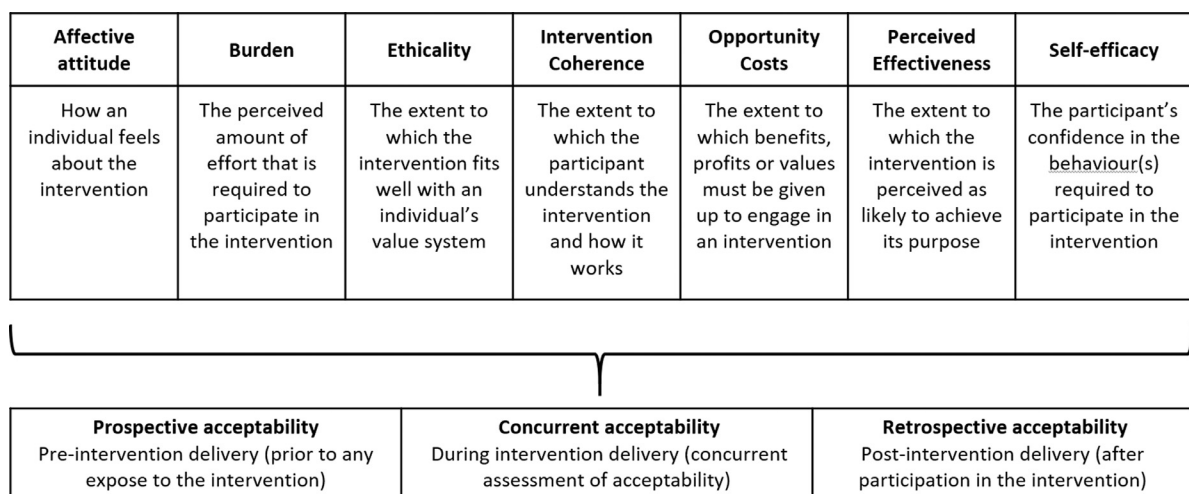 Affective
attitude
Burden
Ethicality
Intervention
Coherence
Opportunity
Costs
Perceived
Effectiveness
Self-efficacy
How an
individual feels
about the
intervention
The perceived
amount of
effort that is
required to
participate in
the intervention
The extent to
which the
intervention fits
well with an
individual's
value system
The extent to
which the
participant
understands the
intervention
and how it
works
The extent to
which benefits,
profits or values
must be given
up to engage in
an intervention
The extent to
which the
intervention is
perceived as
likely to achieve
its purpose
The participant's
confidence in the
behaviour(s)
required to
participate in the
intervention
Prospective acceptability
Pre-intervention delivery (prior to any
expose to the intervention)
Concurrent acceptability
During intervention delivery (concurrent
assessment of acceptability)
Retrospective acceptability
Post-intervention delivery (after
participation in the intervention)